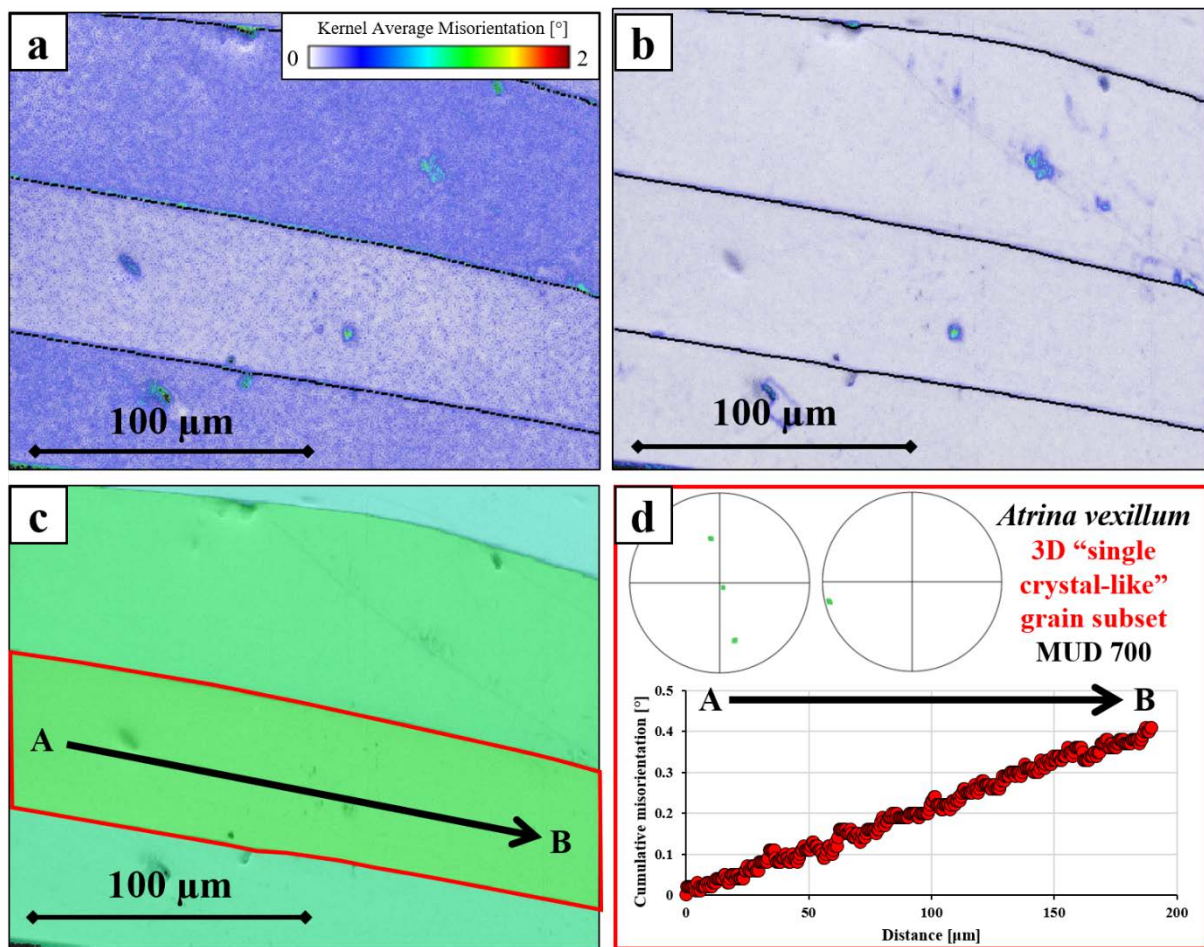 a
Kernel Average Misorientation [°]
0
2
100 µm
b
100 µm
c
A
B
100 µm
d
Atrina vexillum
3D “single
crystal-like”
grain subset
MUD 700
A
B
Cumulative misorientation [°]
0.5
0.4
0.3
0.2
0.1
0
0
50
100
150
200
Distance [µm]